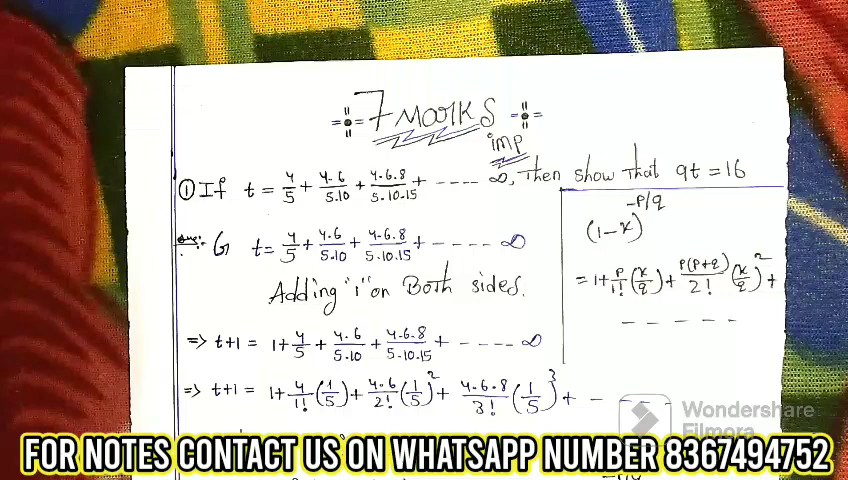 7 Marks
imp
① If t = 4/5 + 4·6/5·10 + 4·6·8/5·10·15 + ---- ∞, Then show that 9t = 16
Ans:- G t = 4/5 + 4·6/5·10 + 4·6·8/5·10·15 + ---- ∞
Adding "1" on Both sides.
=> t+1 = 1 + 4/5 + 4·6/5·10 + 4·6·8/5·10·15 + ---- ∞
=> t+1 = 1 + 4/1! (1/5) + 4·6/2! (1/5)² + 4·6·8/3! (1/5)³ + - ---
(1-x)^-P/q
= 1 + P/1! (x/q) + P(P+q)/2! (x/q)² +
- - - - -
Wondershare
Filmora
FOR NOTES CONTACT US ON WHATSAPP NUMBER 8367494752